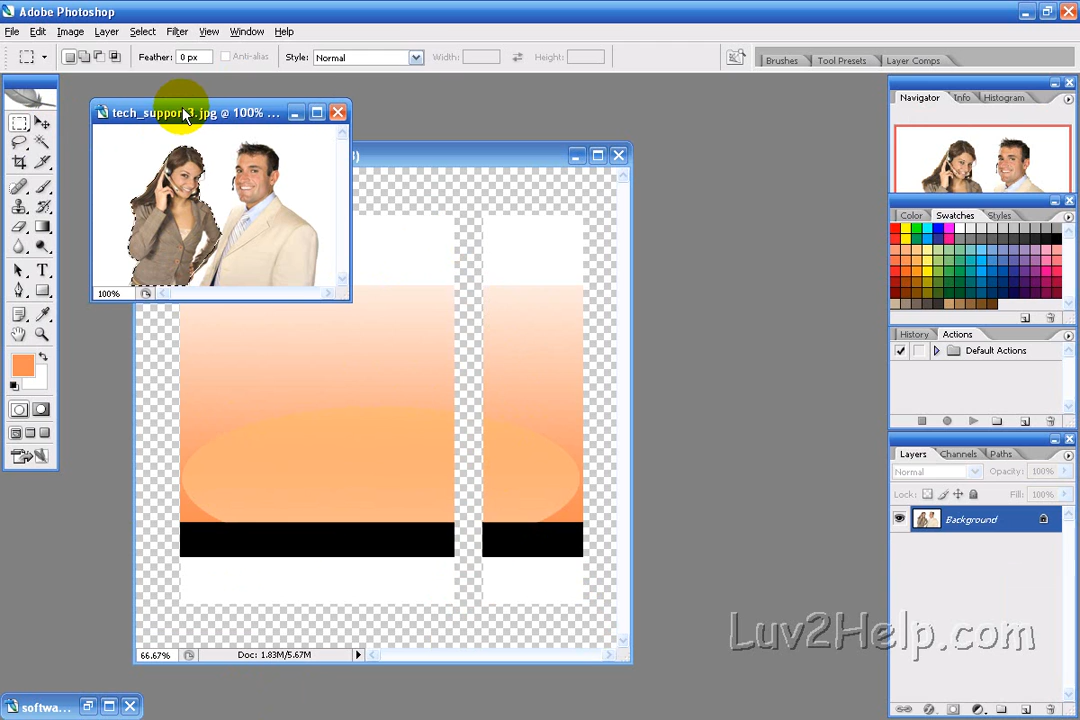 Adobe Photoshop
File Edit Image Layer Select Filter View Window Help
Feather: 0 px Anti-alias Style: Normal Width: Height: Brushes Tool Presets Layer Comps
tech_support3.jpg @ 100% ...
3)
100%
66.67% Doc: 1.83M/5.67M
softwa...
Navigator Info Histogram
Color Swatches Styles
History Actions
Default Actions
Layers Channels Paths
Normal Opacity: 100%
Lock: Fill: 100%
Background
Luv2Help.com